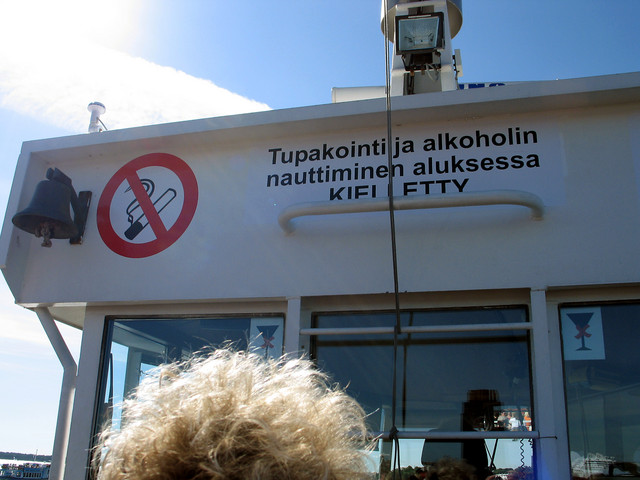 Tupakointi ja alkoholin
nauttiminen aluksessa
KIELLETTY